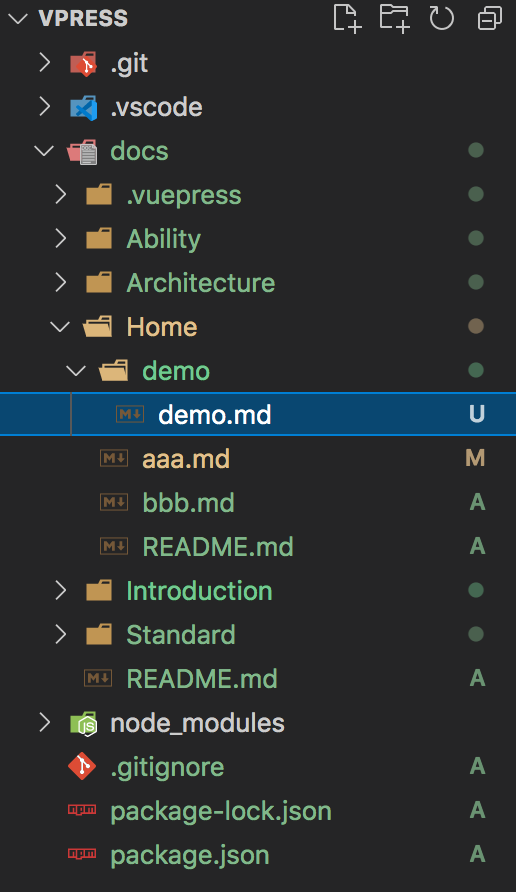 VPRESS
.git
.vscode
docs
.vuepress
Ability
Architecture
Home
demo
demo.md U
aaa.md M
bbb.md A
README.md A
Introduction
Standard
README.md A
node_modules
.gitignore A
package-lock.json A
package.json A